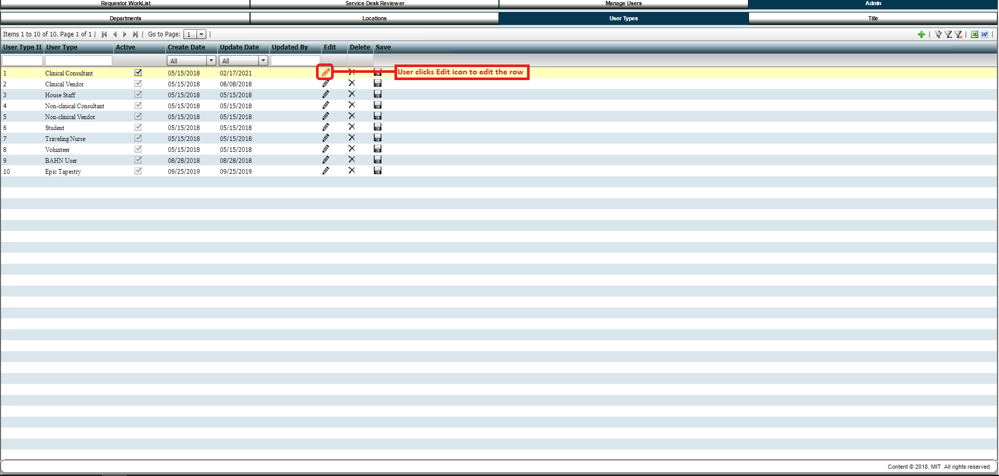 Requestor WorkList Service Desk Reviewer Manage Users Admin
Departments Locations User Types Title
Items 1 to 10 of 10. Page 1 of 1 | | Go to Page: 1 |
User Type ID User Type Active Create Date Update Date Updated By Edit Delete Save
All All
1 Clinical Consultant 05/15/2018 02/17/2021 User clicks Edit icon to edit the row
2 Clinical Vendor 05/15/2018 08/08/2018
3 House Staff 05/15/2018 05/15/2018
4 Non-clinical Consultant 05/15/2018 05/15/2018
5 Non-clinical Vendor 05/15/2018 05/15/2018
6 Student 05/15/2018 05/15/2018
7 Traveling Nurse 05/15/2018 05/15/2018
8 Volunteer 05/15/2018 05/15/2018
9 BAHN User 08/28/2018 08/28/2018
10 Epic Tapestry 09/25/2019 09/25/2019
Content © 2018, MIT .All rights reserved.